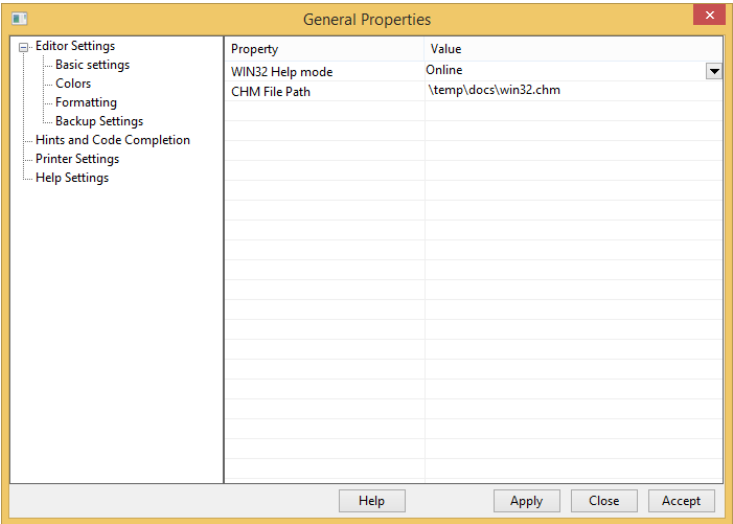 General Properties
Editor Settings
Basic settings
Colors
Formatting
Backup Settings
Hints and Code Completion
Printer Settings
Help Settings
Property Value
WIN32 Help mode Online
CHM File Path \temp\docs\win32.chm
Help Apply Close Accept